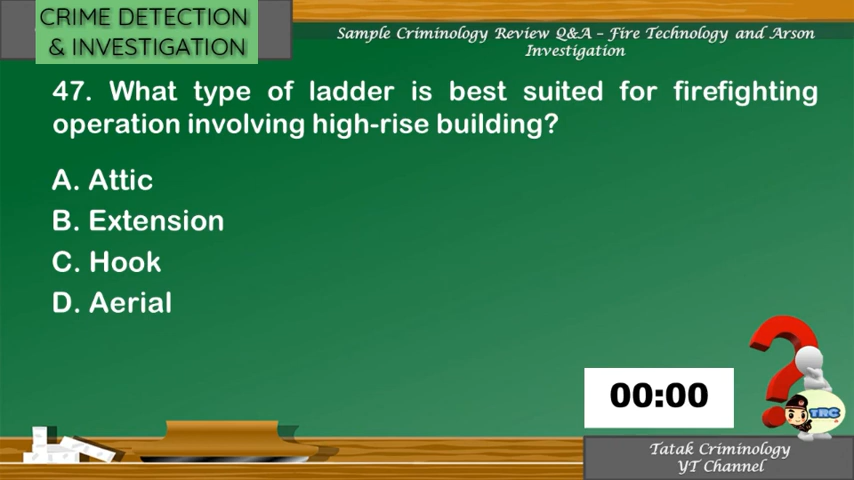 CRIME DETECTION
& INVESTIGATION
Sample Criminology Review Q&A – Fire Technology and Arson
Investigation
47. What type of ladder is best suited for firefighting
operation involving high-rise building?
A. Attic
B. Extension
C. Hook
D. Aerial
00:00
TRC
Tatak Criminology
YT Channel